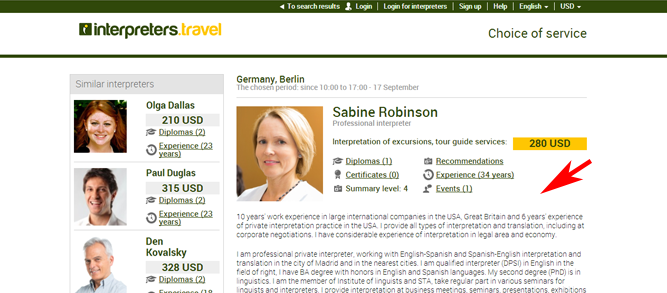 To search results Login Login for interpreters Sign up Help English USD
interpreters.travel
Choice of service
Similar interpreters
Olga Dallas
210 USD
Diplomas (2)
Experience (23
years)
Paul Duglas
315 USD
Diplomas (2)
Experience (23
years)
Den
Kovalsky
328 USD
Diplomas (2)
Experience (18
Germany, Berlin
The chosen period: since 10:00 to 17:00 - 17 September
Sabine Robinson
Professional interpreter
Interpretation of excursions, tour guide services: 280 USD
Diplomas (1) Recommendations
Certificates (0) Experience (34 years)
Summary level: 4 Events (1)
10 years' work experience in large international companies in the USA, Great Britain and 6 years' experience
of private interpretation practice in the USA. I provide all types of interpretation and translation, including at
corporate negotiations. I have considerable experience of interpretation in legal area and economy.
I am professional private interpreter, working with English-Spanish and Spanish-English interpretation and
translation in the city of Madrid and in the nearest cities. I am qualified interpreter (DPSI) in English in the
field of right, I have BA degree with honors in English and Spanish languages. My second degree (PhD) is in
linguistics. I am the member of Institute of linguists and STA, take regular part in various seminars for
linguists and interpreters. I provide interpretation at business meetings, seminars, presentations, exhibitions